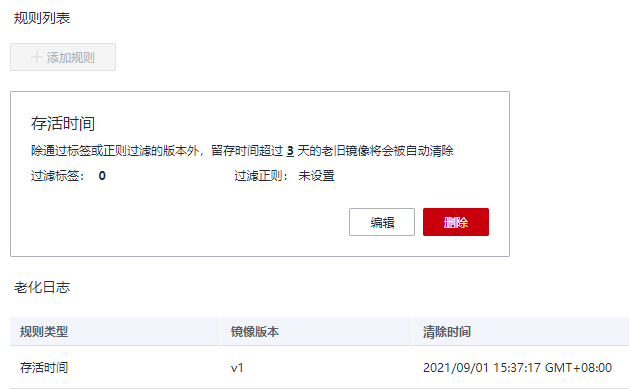 规则列表
添加规则
存活时间
除通过标签或正则过滤的版本外，留存时间超过 3 天的老旧镜像将会被自动清除
过滤标签： 0 过滤正则： 未设置
编辑 删除
老化日志
规则类型 镜像版本 清除时间
存活时间 v1 2021/09/01 15:37:17 GMT+08:00